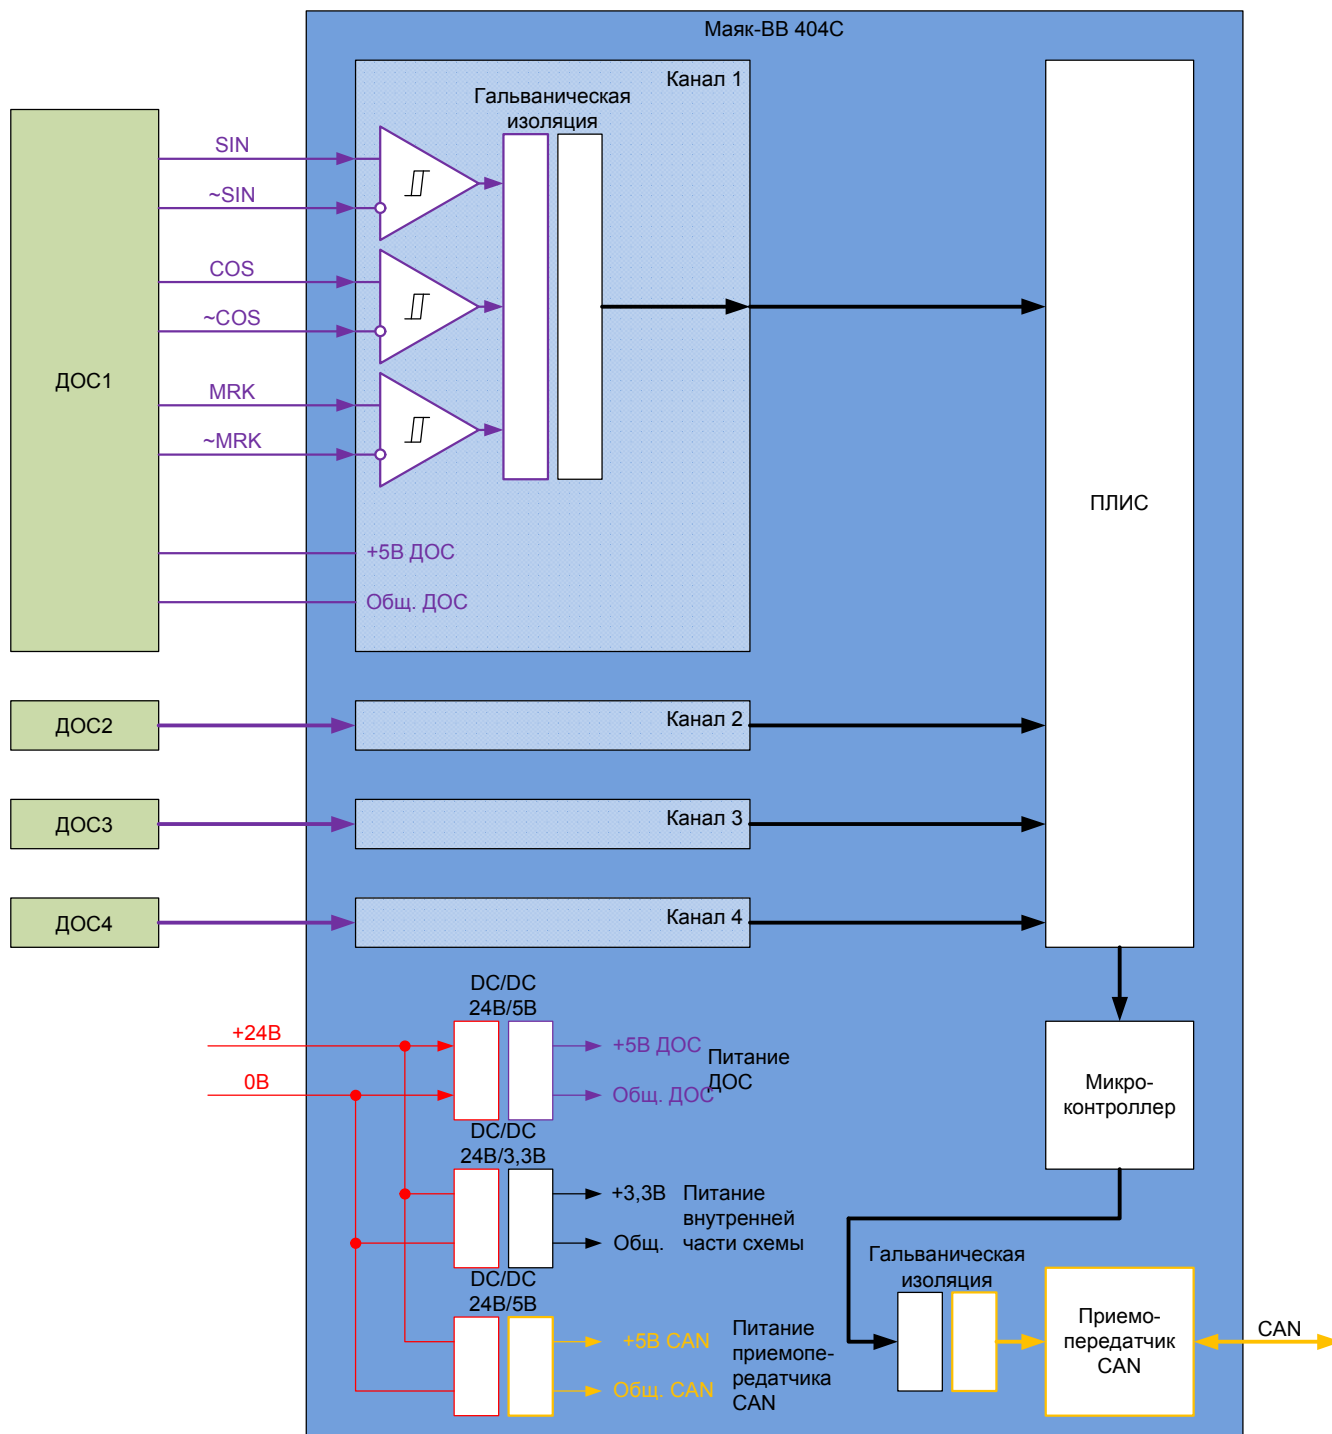 Маяк-ВВ 404С
Канал 1
Гальваническая
изоляция
SIN
~SIN
COS
~COS
ДОС1
MRK
~MRK
ПЛИС
+5В ДОС
Общ. ДОС
ДОС2
Канал 2
ДОС3
Канал 3
ДОС4
Канал 4
DC/DC
24В/5В
+24В
0В
+5В ДОС
Общ. ДОС
Питание
ДОС
Микро-
контроллер
DC/DC
24В/3,3В
+3,3В
Общ.
Питание
внутренней
части схемы
Гальваническая
изоляция
DC/DC
24В/5В
+5В CAN
Общ. CAN
Питание
приемопе-
редатчика
CAN
Приемо-
передатчик
CAN
CAN